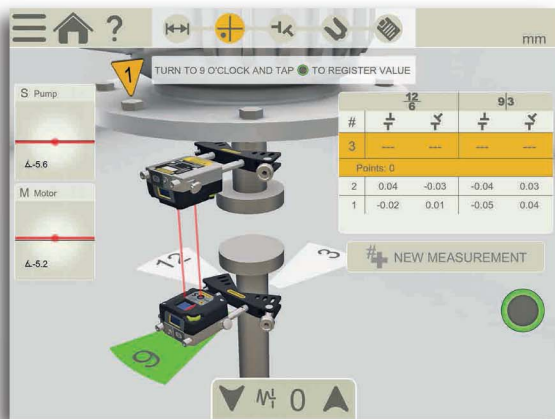 ?
mm
1
TURN TO 9 O'CLOCK AND TAP TO REGISTER VALUE
S Pump
∡-5.6
M Motor
∡-5.2
12 6 9 3
#
3 --- --- --- ---
Points: 0
2 0.04 -0.03 -0.04 0.03
1 -0.02 0.01 -0.05 0.04
# NEW MEASUREMENT
12
3
9
0